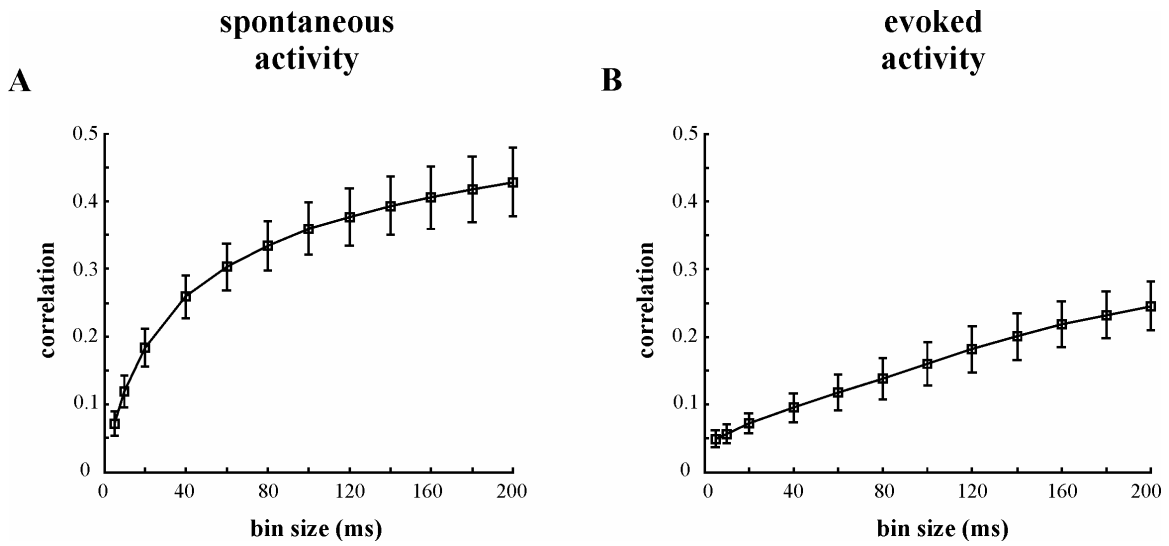 spontaneous
activity
evoked
activity
A
B
0.5
0.4
0.3
0.2
0.1
0
correlation
0 40 80 120 160 200
bin size (ms)
0.5
0.4
0.3
0.2
0.1
0
correlation
0 40 80 120 160 200
bin size (ms)